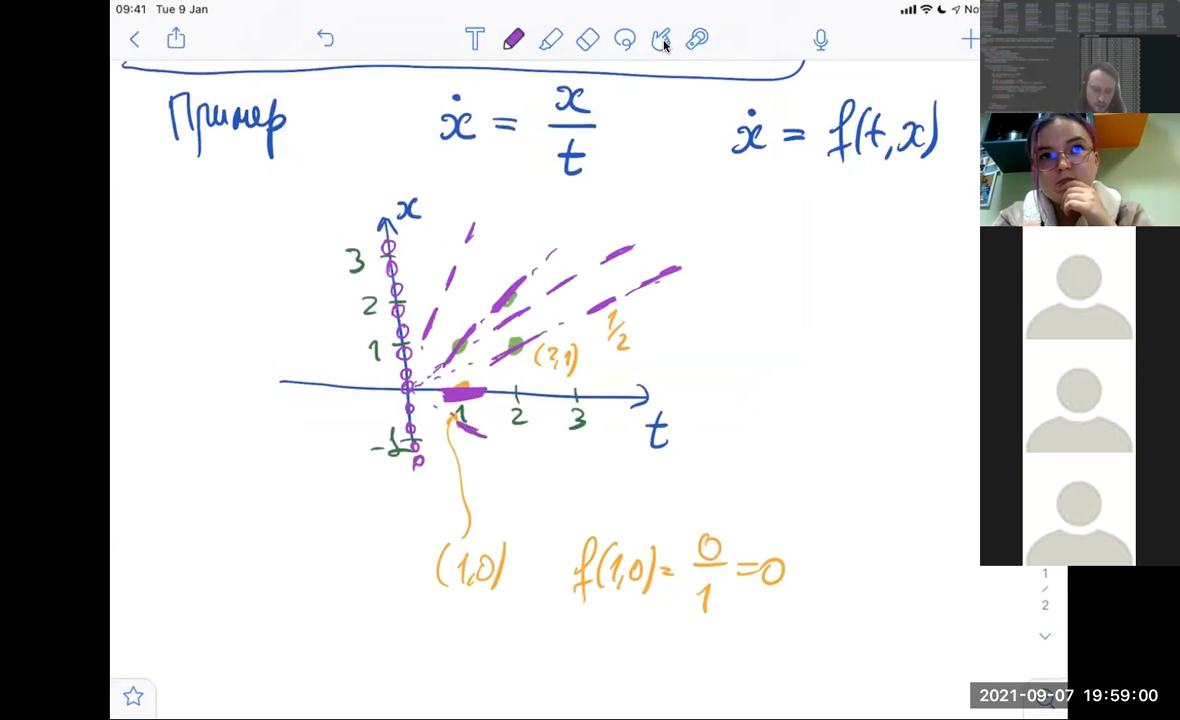 09:41 Tue 9 Jan
Пример ẋ = x/t ẋ = f(t,x)
x
3
2
1
-1
1 2 3
t
1/2
(2,1)
(1,0) f(1,0) = 0/1 = 0
1
/
2
2021-09-07 19:59:00